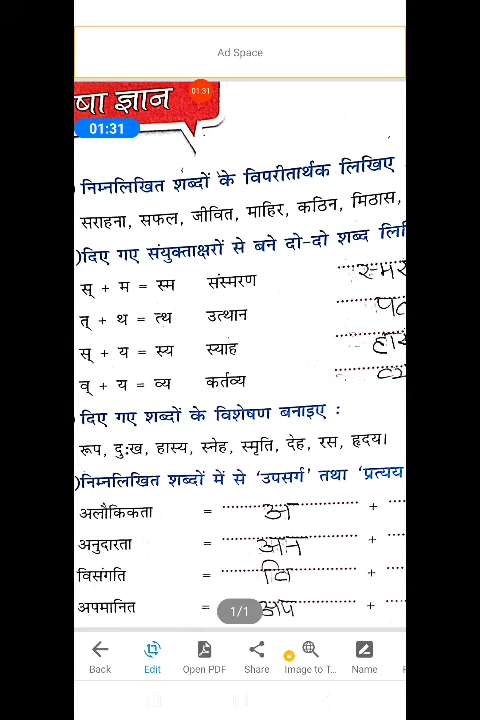 Ad Space
षा ज्ञान
01:31
01:31
निम्नलिखित शब्दों के विपरीतार्थक लिखिए
सराहना, सफल, जीवित, माहिर, कठिन, मिठास,
)दिए गए संयुक्ताक्षरों से बने दो-दो शब्द लि
स् + म = स्म संस्मरण
त् + थ = त्थ उत्थान
स् + य = स्य स्याह
व् + य = व्य कर्तव्य
दिए गए शब्दों के विशेषण बनाइए :
रूप, दुःख, हास्य, स्नेह, स्मृति, देह, रस, हृदय।
)निम्नलिखित शब्दों में से 'उपसर्ग' तथा 'प्रत्यय
अलौकिकता = अ +
अनुदारता = अन +
विसंगति = वि +
अपमानित = अप +
1/1
Back Edit Open PDF Share Image to T... Name